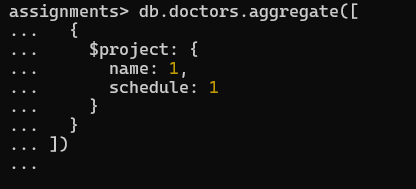 assignments> db.doctors.aggregate([
...   {
...     $project: {
...       name: 1,
...       schedule: 1
...     }
...   }
... ])
...